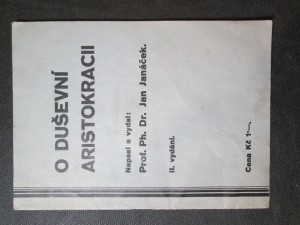 O DUŠEVNÍ
ARISTOKRACII
Napsal a vydal:
Prof. Ph. Dr. Jan Janáček.
II. vydání.
Cena Kč 1·—.